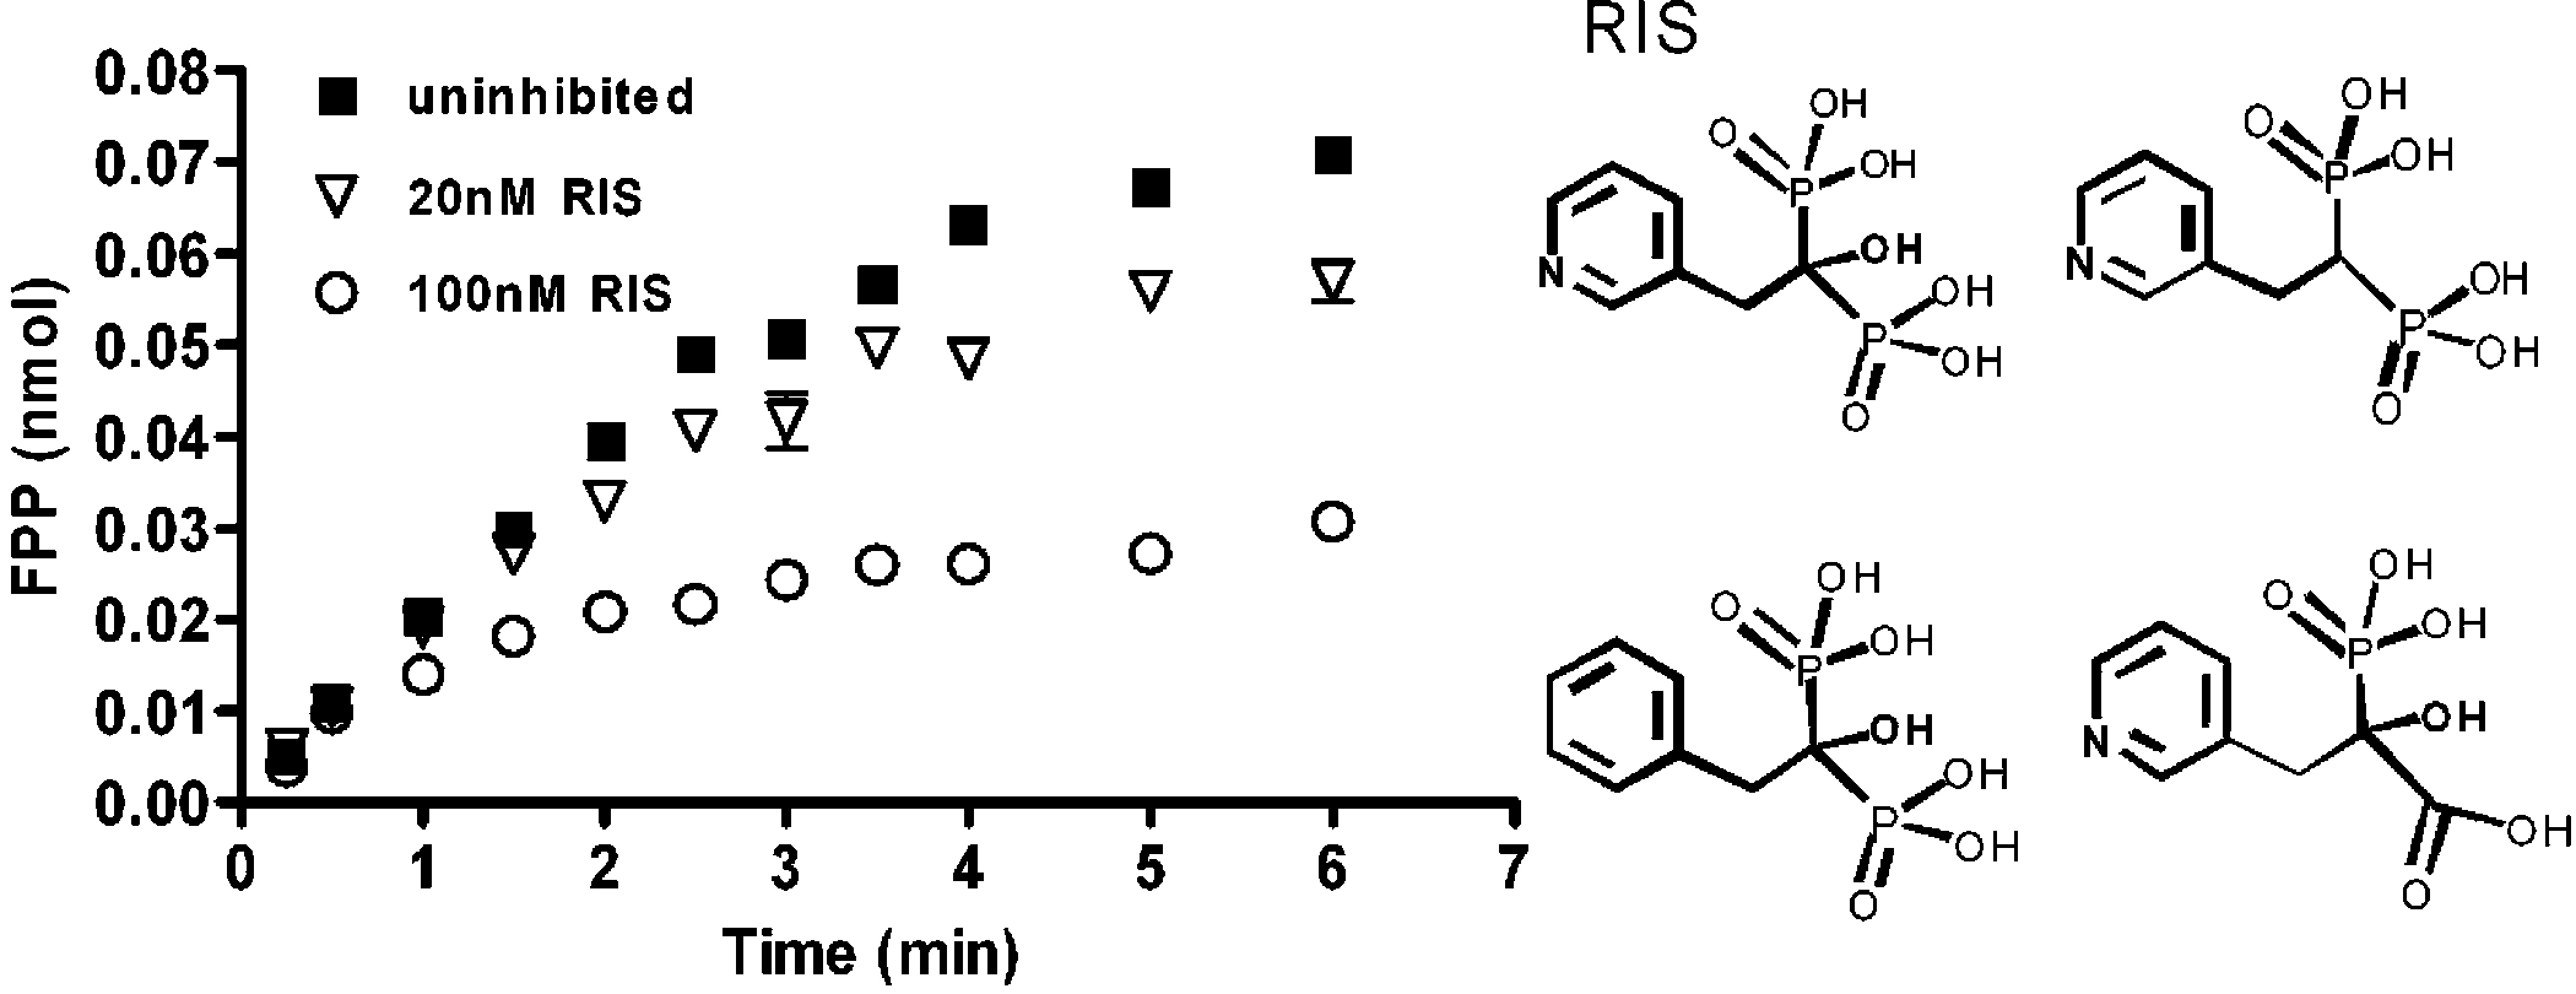 RIS
0.08
0.07
0.06
0.05
0.04
0.03
0.02
0.01
0.00
FPP (nmol)
uninhibited
20nM RIS
100nM RIS
0 1 2 3 4 5 6 7
Time (min)
OH
O
OH
P
OH
N
OH
P
OH
O
OH
O
OH
P
N
OH
P
OH
O
OH
O
OH
P
OH
OH
P
OH
O
OH
O
OH
P
OH
N
OH
O